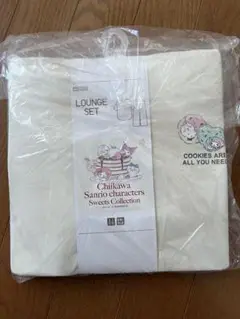 LOUNGE
SET
COOKIES ARE
ALL YOU NEED
Chiikawa
Sanrio characters
Sweets Collection